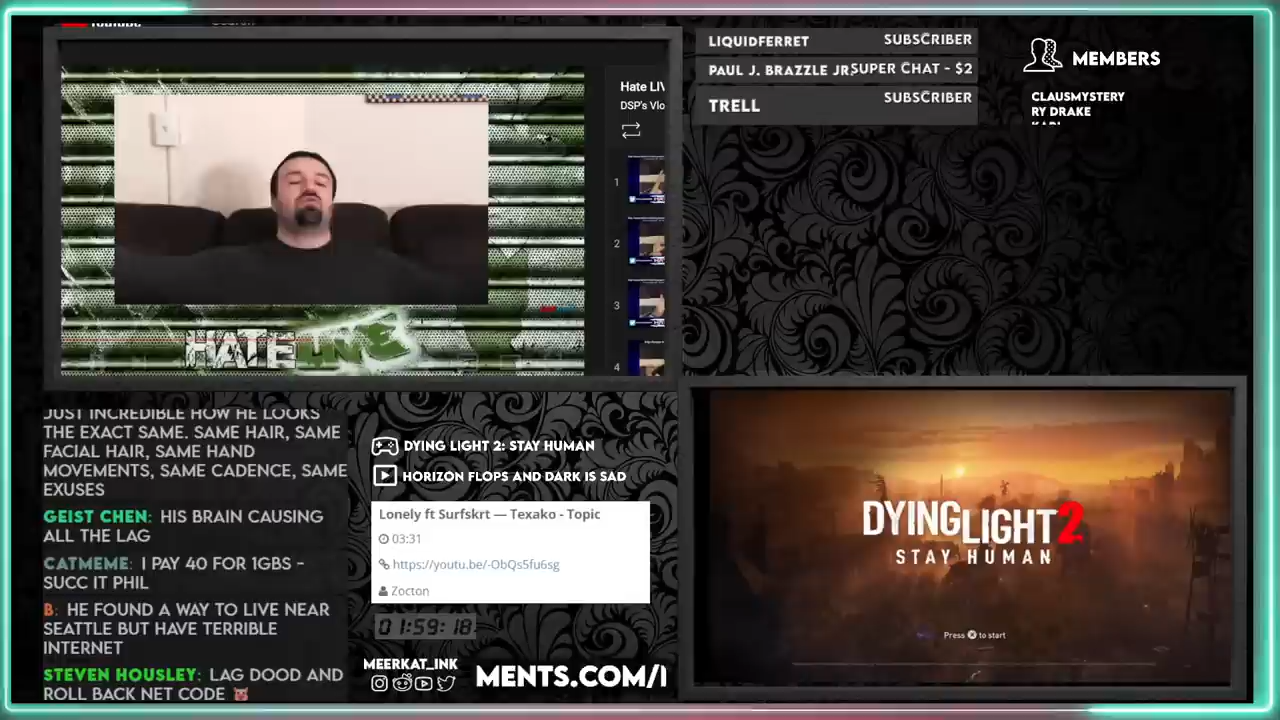 LIQUIDFERRET SUBSCRIBER
PAUL J. BRAZZLE JR. SUPER CHAT - $2
TRELL SUBSCRIBER
MEMBERS
CLAUSMYSTERY
RY DRAKE
Hate LIV
DSP's Vlo
1
2
3
4
HATE LIVE
JUST INCREDIBLE HOW HE LOOKS
THE EXACT SAME. SAME HAIR, SAME
FACIAL HAIR, SAME HAND
MOVEMENTS, SAME CADENCE, SAME
EXUSES
GEIST CHEN: HIS BRAIN CAUSING
ALL THE LAG
CATMEME: I PAY 40 FOR 1GBS -
SUCC IT PHIL
B: HE FOUND A WAY TO LIVE NEAR
SEATTLE BUT HAVE TERRIBLE
INTERNET
STEVEN HOUSLEY: LAG DOOD AND
ROLL BACK NET CODE
DYING LIGHT 2: STAY HUMAN
HORIZON FLOPS AND DARK IS SAD
Lonely ft Surfskrt — Texako - Topic
03:31
https://youtu.be/-ObQs5fu6sg
Zocton
01:59:18
MEERKAT_INK
MENTS.COM/
DYING LIGHT 2
STAY HUMAN
Press X to start